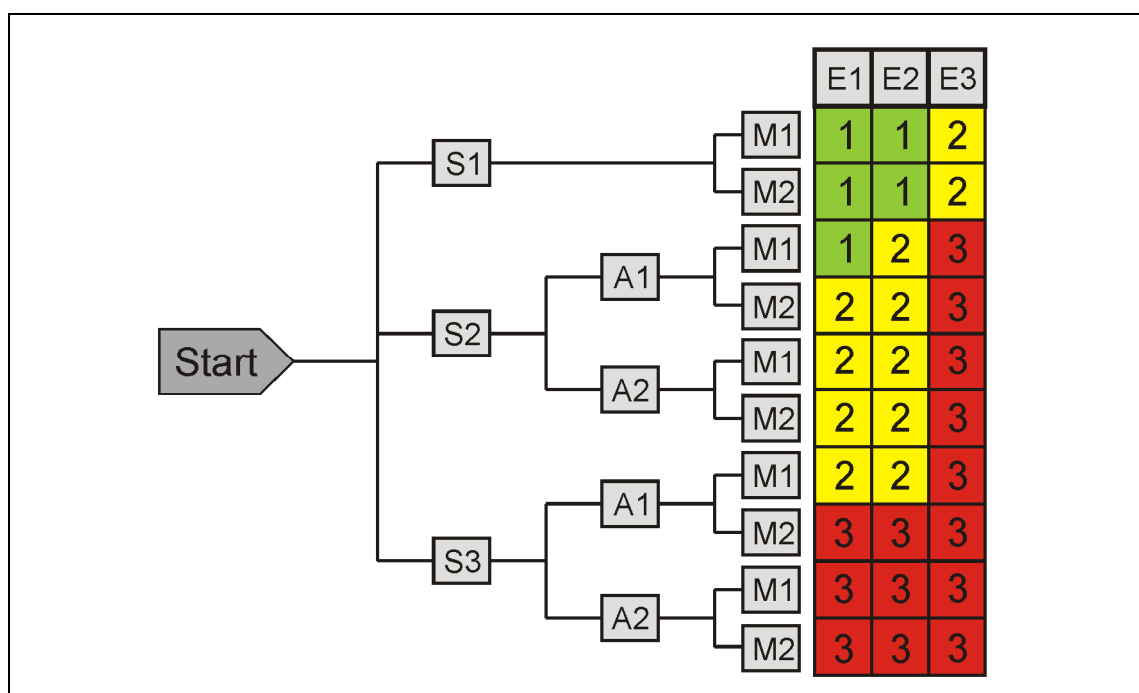 E1 E2 E3
S1 M1 1 1 2
M2 1 1 2
A1 M1 1 2 3
M2 2 2 3
Start S2
A2 M1 2 2 3
M2 2 2 3
A1 M1 2 2 3
M2 3 3 3
S3
A2 M1 3 3 3
M2 3 3 3